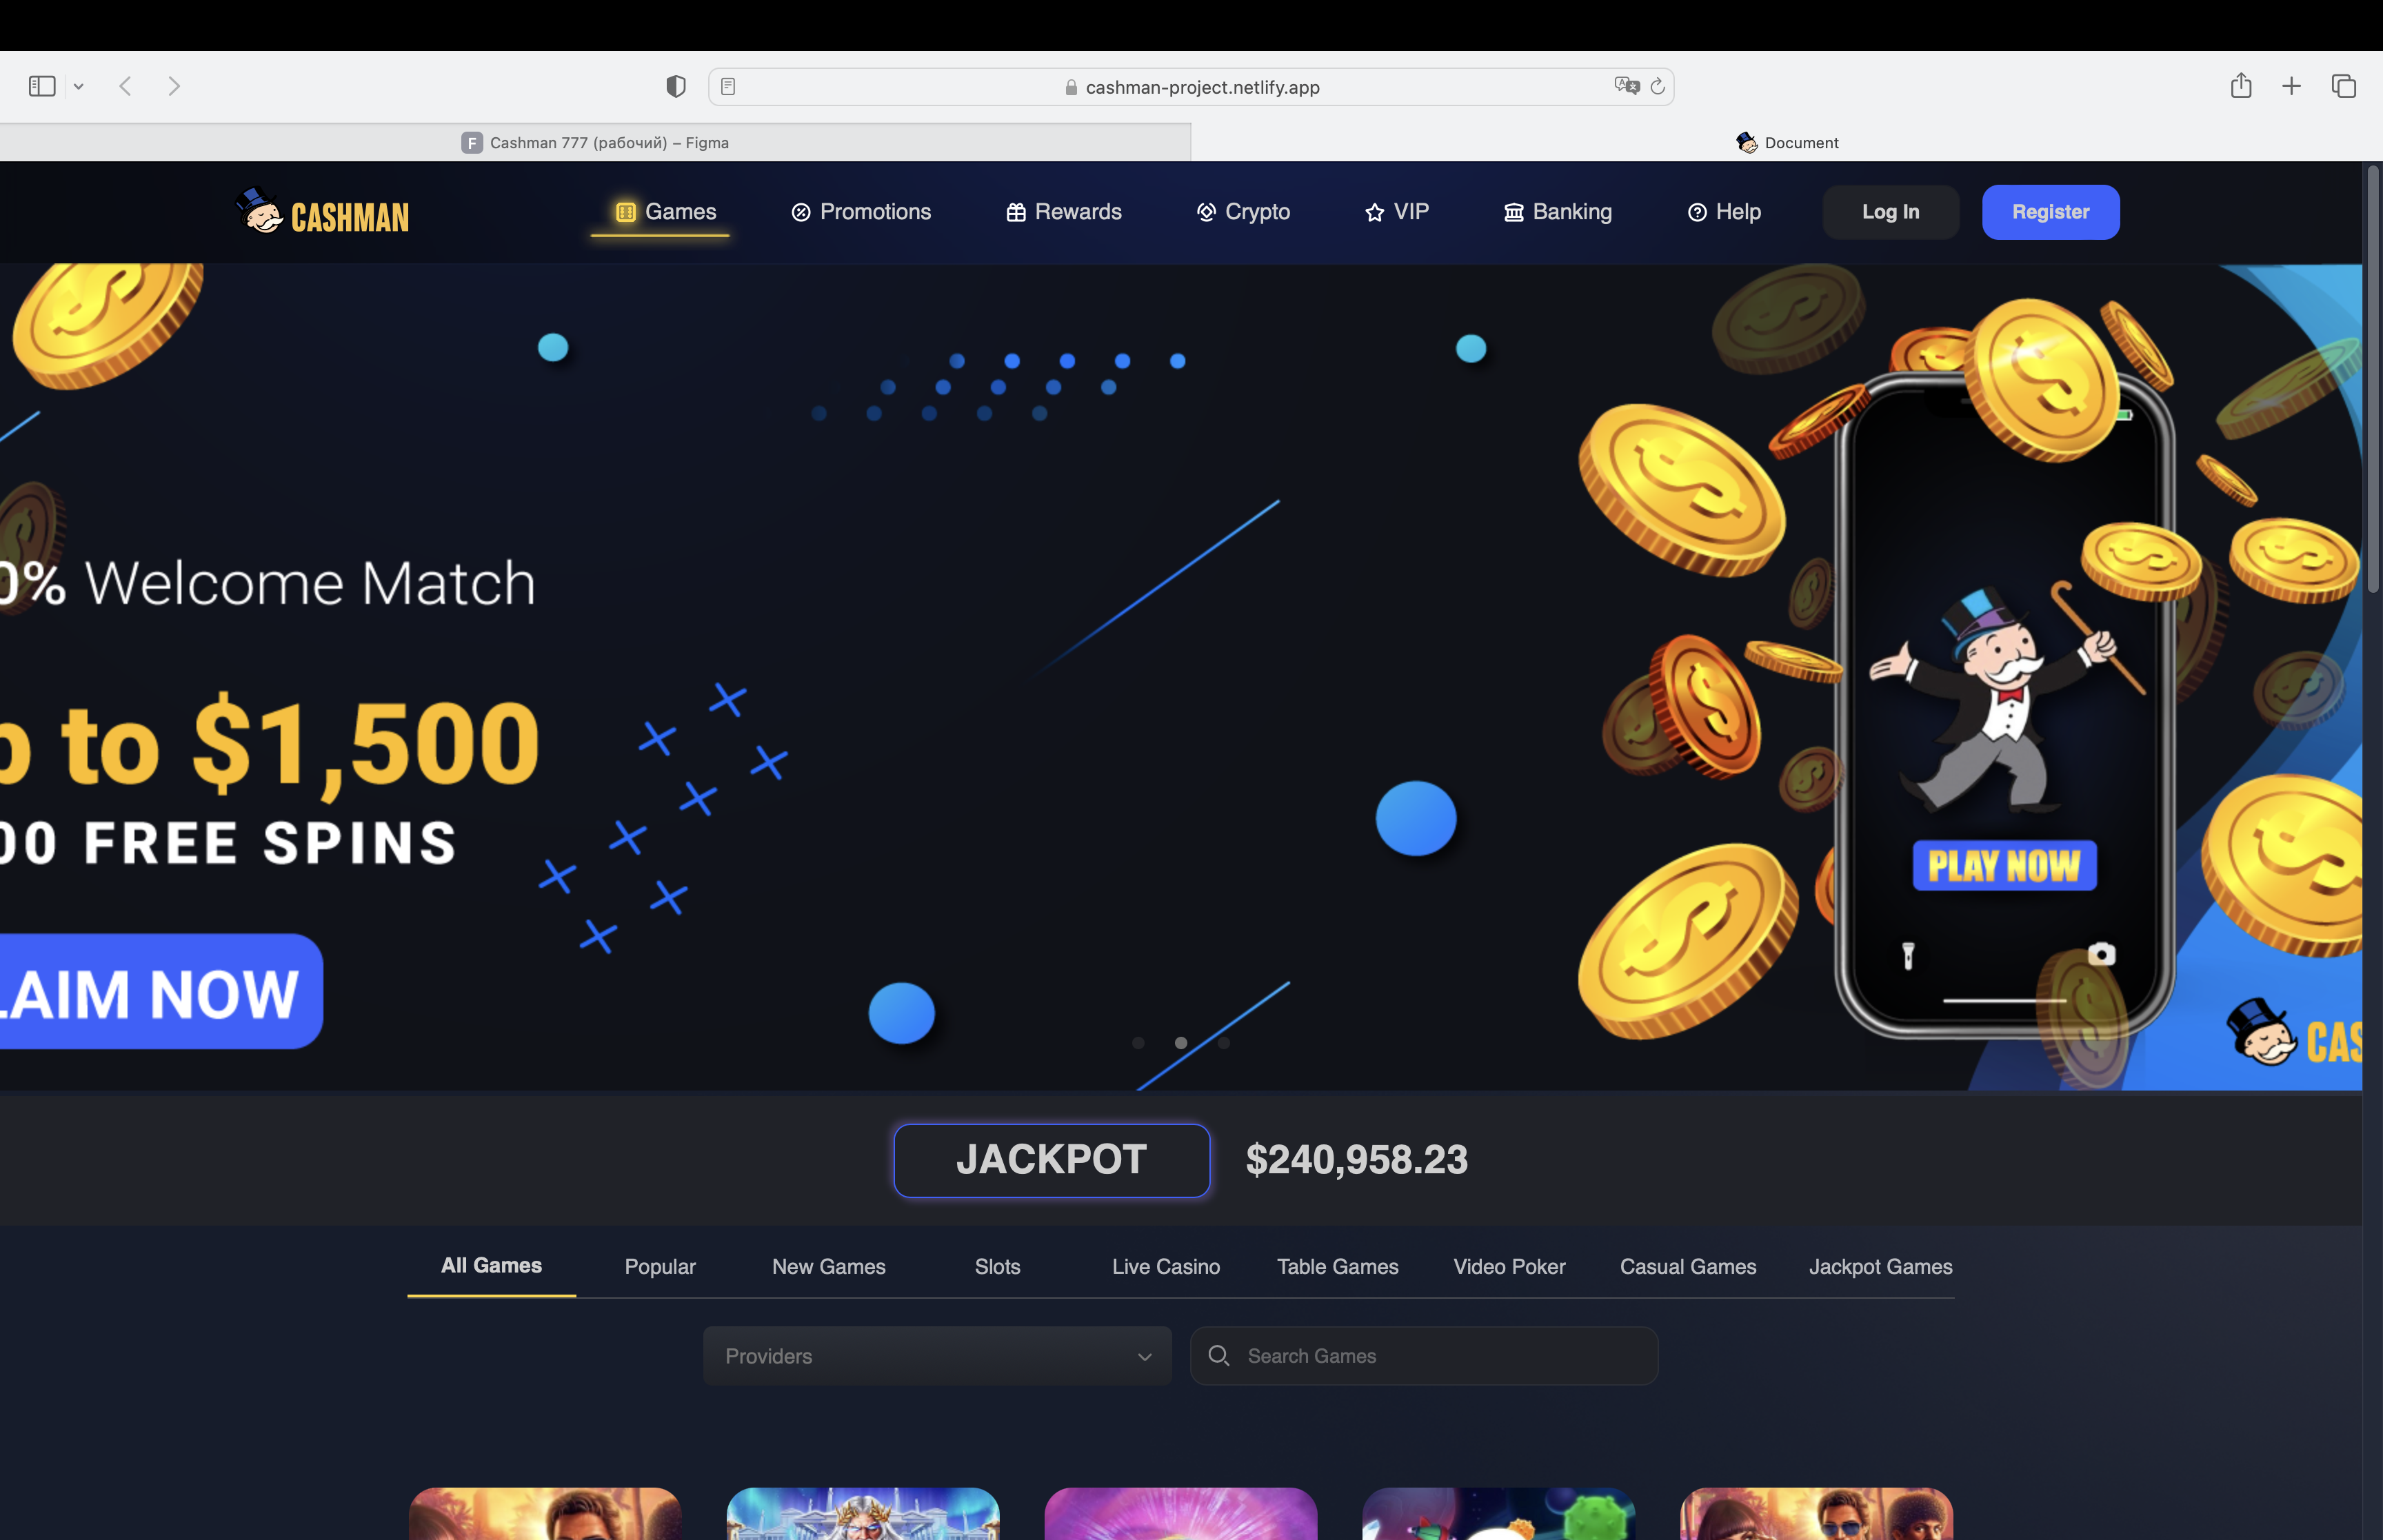 cashman-project.netlify.app
Cashman 777 (рабочий) – Figma
Document
CASHMAN
Games
Promotions
Rewards
Crypto
VIP
Banking
Help
Log In
Register
0% Welcome Match
p to $1,500
00 FREE SPINS
LAIM NOW
PLAY NOW
CAS
JACKPOT
$240,958.23
All Games
Popular
New Games
Slots
Live Casino
Table Games
Video Poker
Casual Games
Jackpot Games
Providers
Search Games